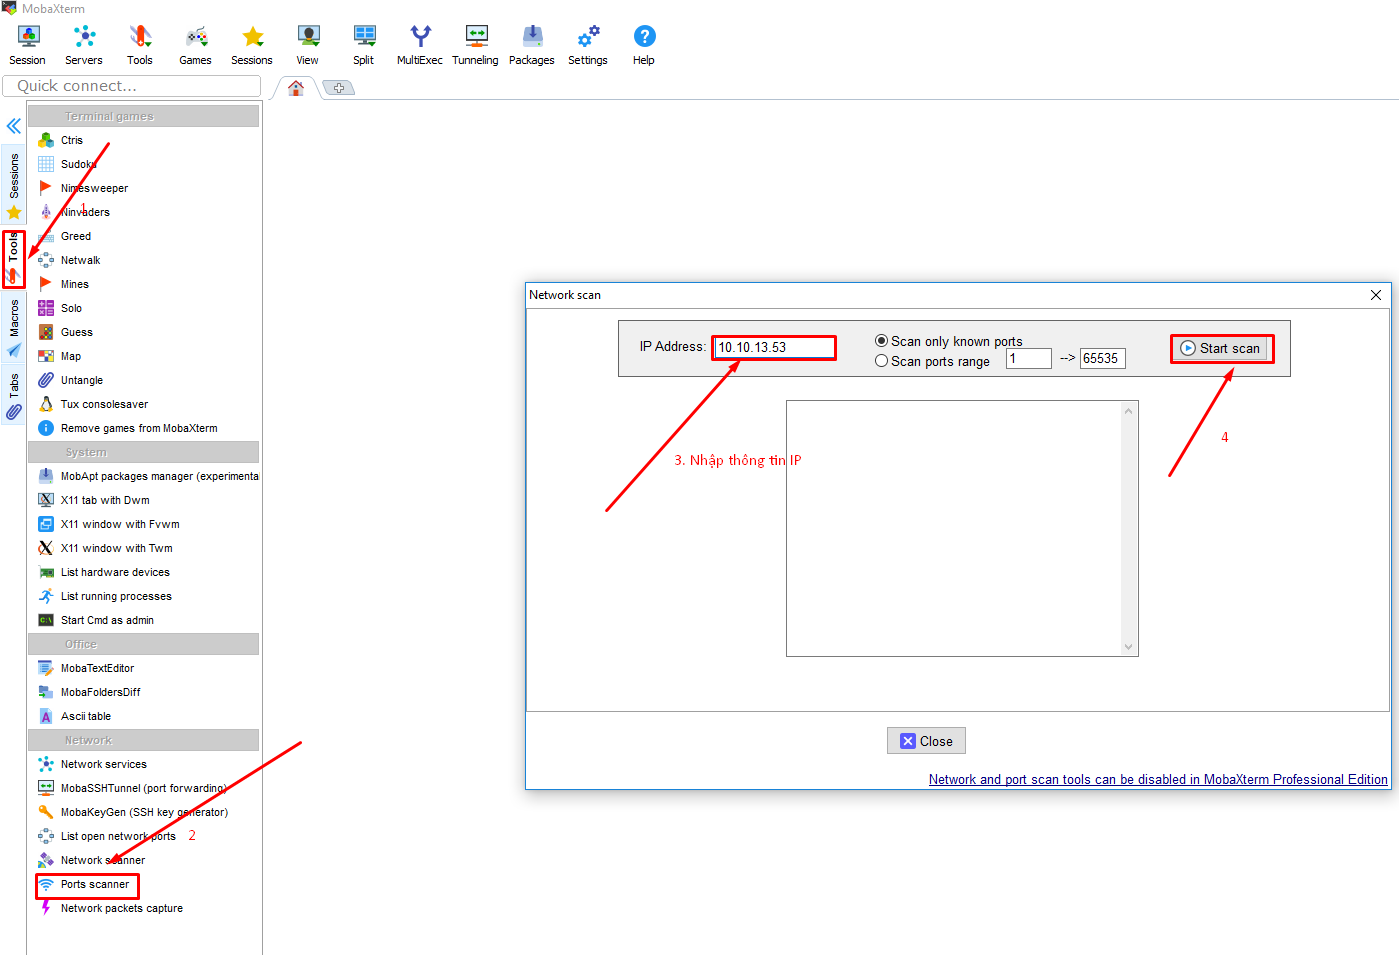 MobaXterm
Session Servers Tools Games Sessions View Split MultiExec Tunneling Packages Settings Help
Quick connect...
Sessions
Tools
Macros
Tabs
Terminal games
Ctris
Sudoku
Nimesweeper
Ninvaders
1
Greed
Netwalk
Mines
Solo
Guess
Map
Untangle
Tux consolesaver
Remove games from MobaXterm
System
MobApt packages manager (experimenta
X11 tab with Dwm
X11 window with Fvwm
X11 window with Twm
List hardware devices
List running processes
Start Cmd as admin
Office
MobaTextEditor
MobaFoldersDiff
Ascii table
Network
Network services
MobaSSHTunnel (port forwarding)
MobaKeyGen (SSH key generator)
List open network ports 2
Network scanner
Ports scanner
Network packets capture
Network scan
IP Address: 10.10.13.53
Scan only known ports
Scan ports range 1 --> 65535
Start scan
4
3. Nhập thông tin IP
Close
Network and port scan tools can be disabled in MobaXterm Professional Edition